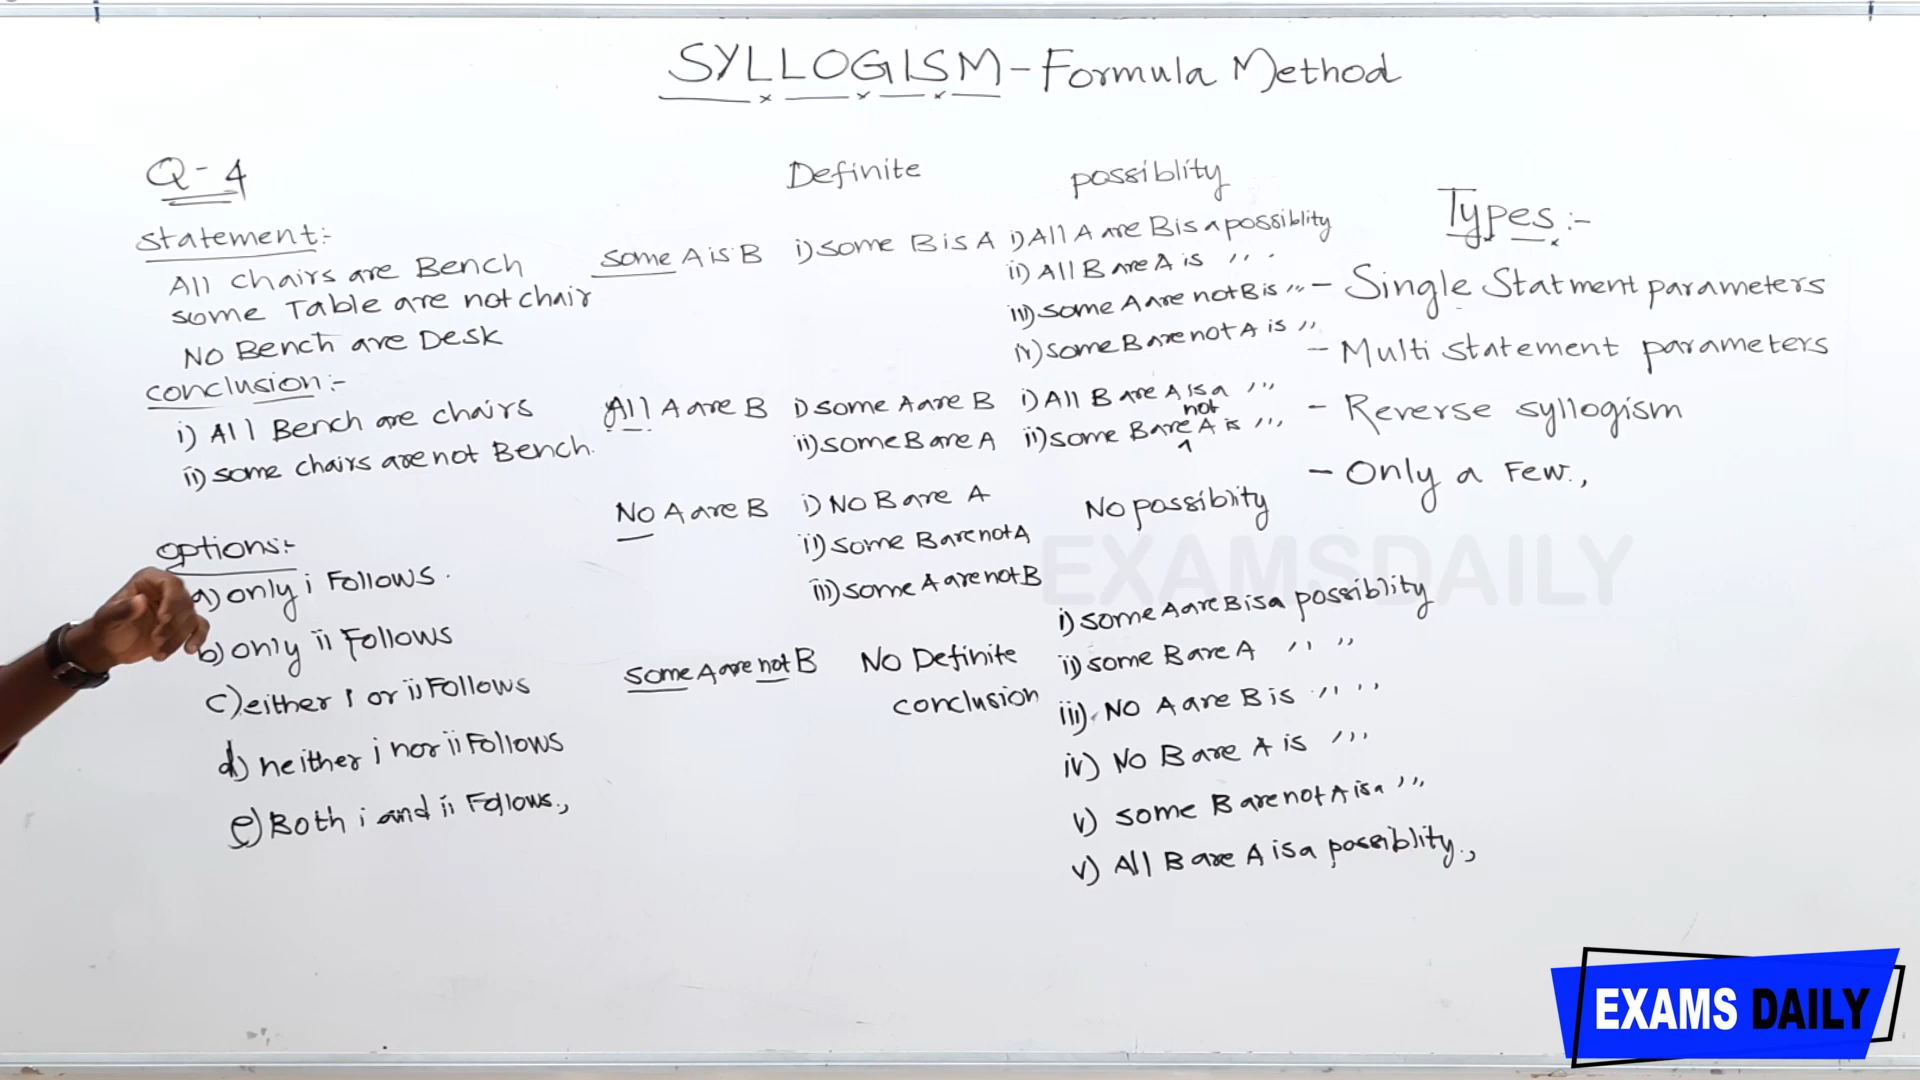 SYLLOGISM - Formula Method
Q-4
statement:-
All chairs are Bench
some Table are not chair
No Bench are Desk
conclusion:-
i) All Bench are chairs
ii) some chairs are not Bench.
options:-
a) only i Follows.
b) only ii Follows
c) either i or ii Follows
d) neither i nor ii Follows
e) Both i and ii Follows.,
Definite
possiblity
some A is B i) some B is A i) All A are B is a possiblity
ii) All B are A is " "
iii) some A are not B is "
iv) some B are not A is "
All A are B i) some A are B i) All B are A is a "
ii) some B are A ii) some B are not A is "
No A are B i) No B are A No possiblity
ii) some B are not A
iii) some A are not B
some A are not B No Definite conclusion
i) some A are B is a possiblity
ii) some B are A " "
iii) No A are B is " "
iv) No B are A is "
v) some B are not A is a "
v) All B are A is a possiblity.,
Types:-
- Single Statment parameters
- Multi statement parameters
- Reverse syllogism
- Only a Few.,
EXAMSDAILY
EXAMS DAILY